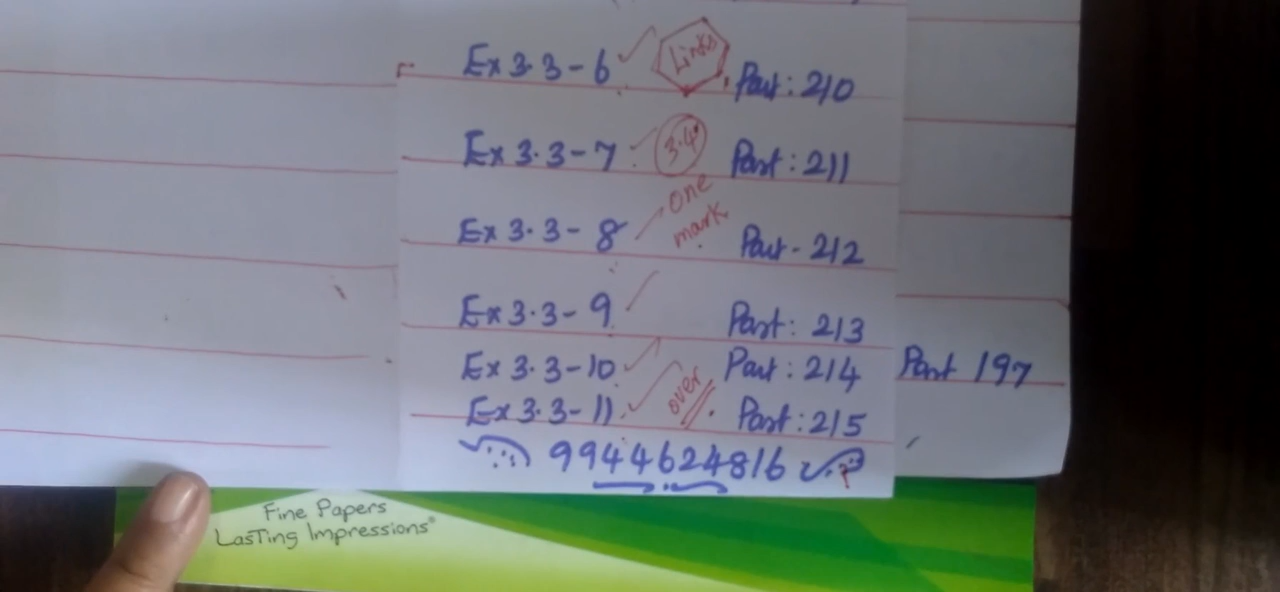 Ex 3.3-6 Links Part: 210
Ex 3.3-7 3.4 Part: 211
Ex 3.3-8 one mark Part- 212
Ex 3.3-9 Part: 213
Ex 3.3-10 Part: 214 Part 197
Ex 3.3-11 over Part: 215
9944624816
Fine Papers
LasTing Impressions